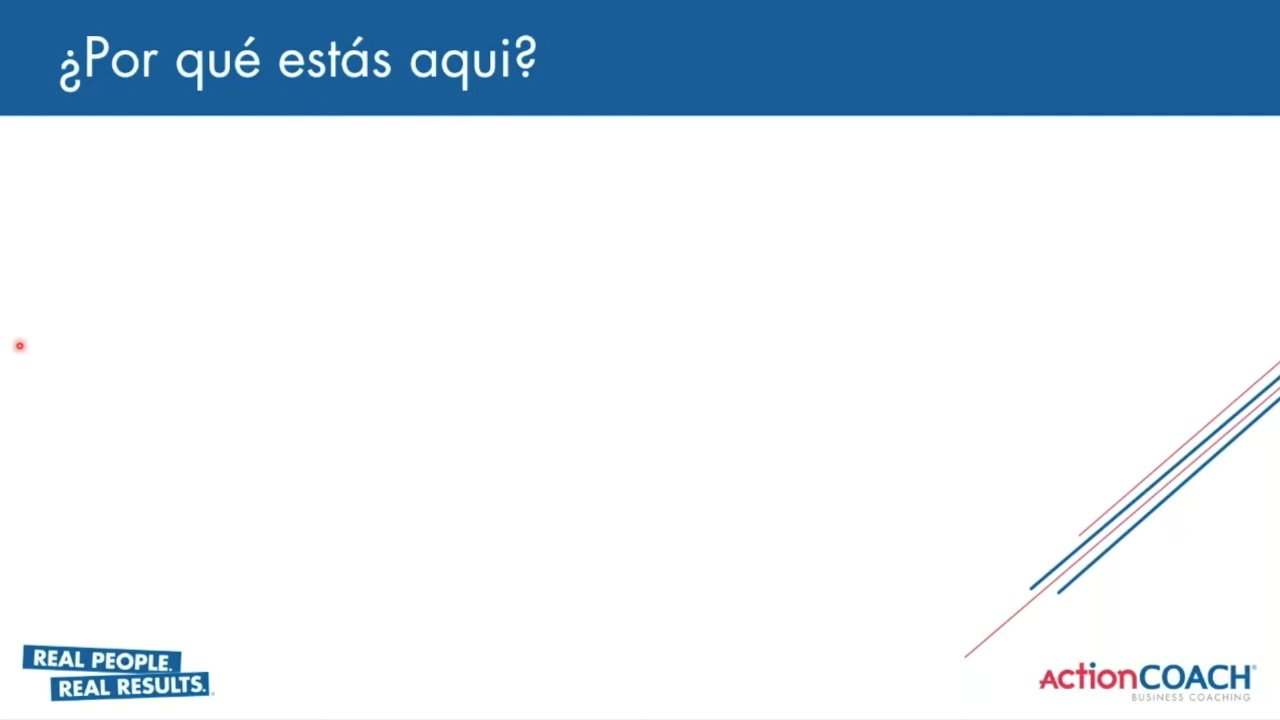 ¿Por qué estás aqui?
REAL PEOPLE.
REAL RESULTS.
ActionCOACH®
BUSINESS COACHING